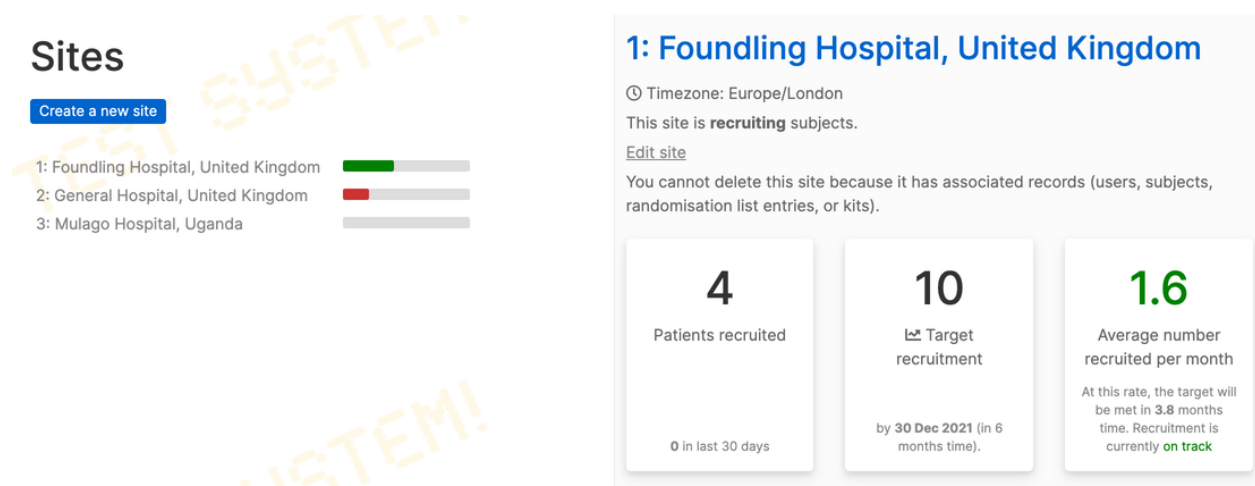 Sites
Create a new site
1: Foundling Hospital, United Kingdom
2: General Hospital, United Kingdom
3: Mulago Hospital, Uganda
TEST SYSTEM!
SYSTEM!
1: Foundling Hospital, United Kingdom
Timezone: Europe/London
This site is recruiting subjects.
Edit site
You cannot delete this site because it has associated records (users, subjects,
randomisation list entries, or kits).
4
Patients recruited
0 in last 30 days
10
Target
recruitment
by 30 Dec 2021 (in 6
months time).
1.6
Average number
recruited per month
At this rate, the target will
be met in 3.8 months
time. Recruitment is
currently on track